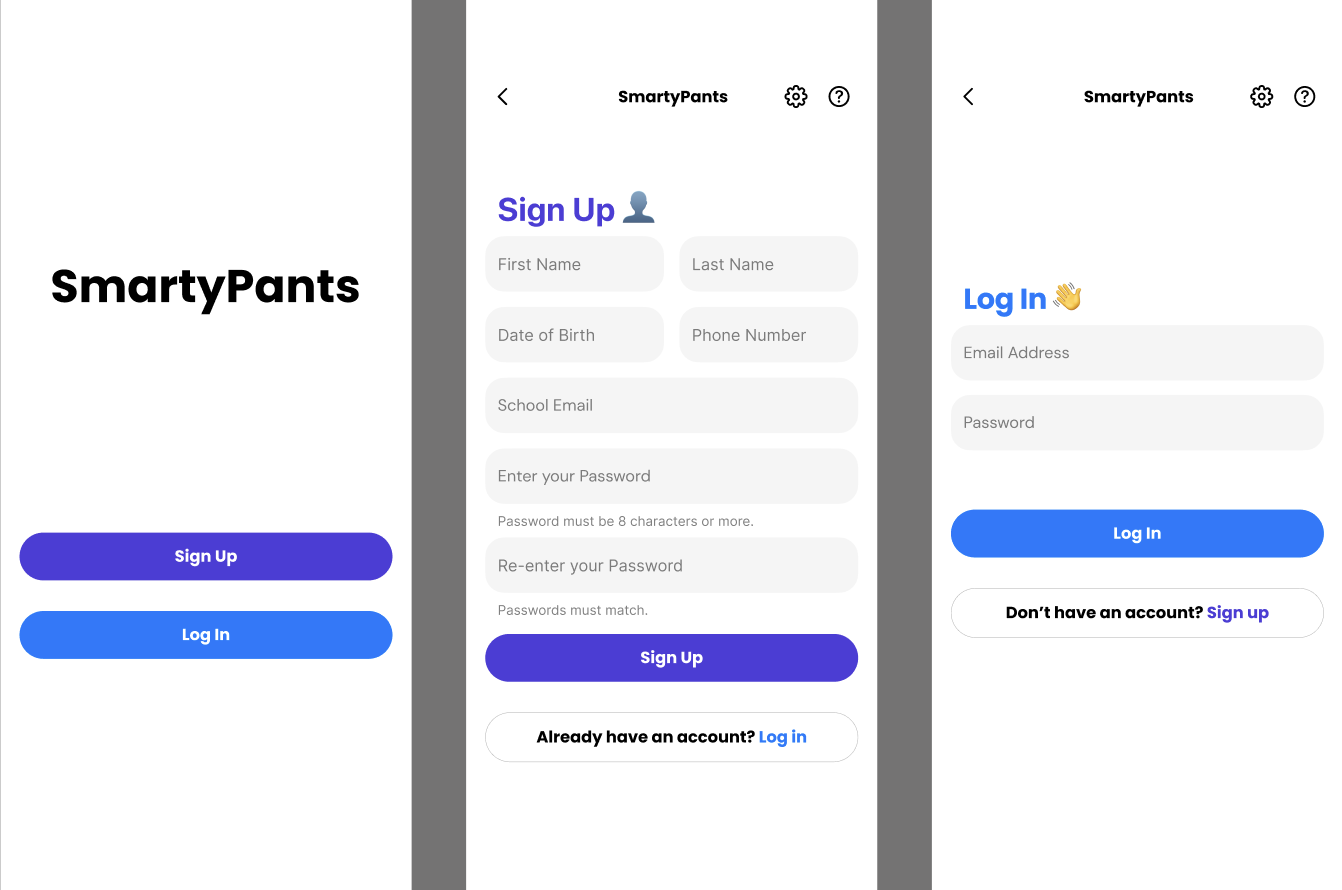 SmartyPants
Sign Up
Log In
SmartyPants
Sign Up
First Name
Last Name
Date of Birth
Phone Number
School Email
Enter your Password
Password must be 8 characters or more.
Re-enter your Password
Passwords must match.
Sign Up
Already have an account? Log in
SmartyPants
Log In
Email Address
Password
Log In
Don’t have an account? Sign up